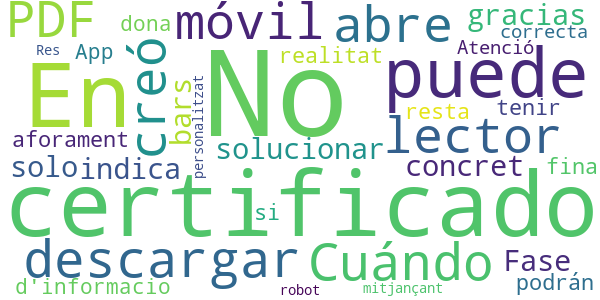 PDF dona móvil abre gracias
correcta
Res App Atenció
En creó No realitat puede
bars personalitzat resta tenir
aforament solucionar lector
solo indica concret fina
certificado
si
descargar Cuándo Fase
d'informacio podrán
robot mitjançant